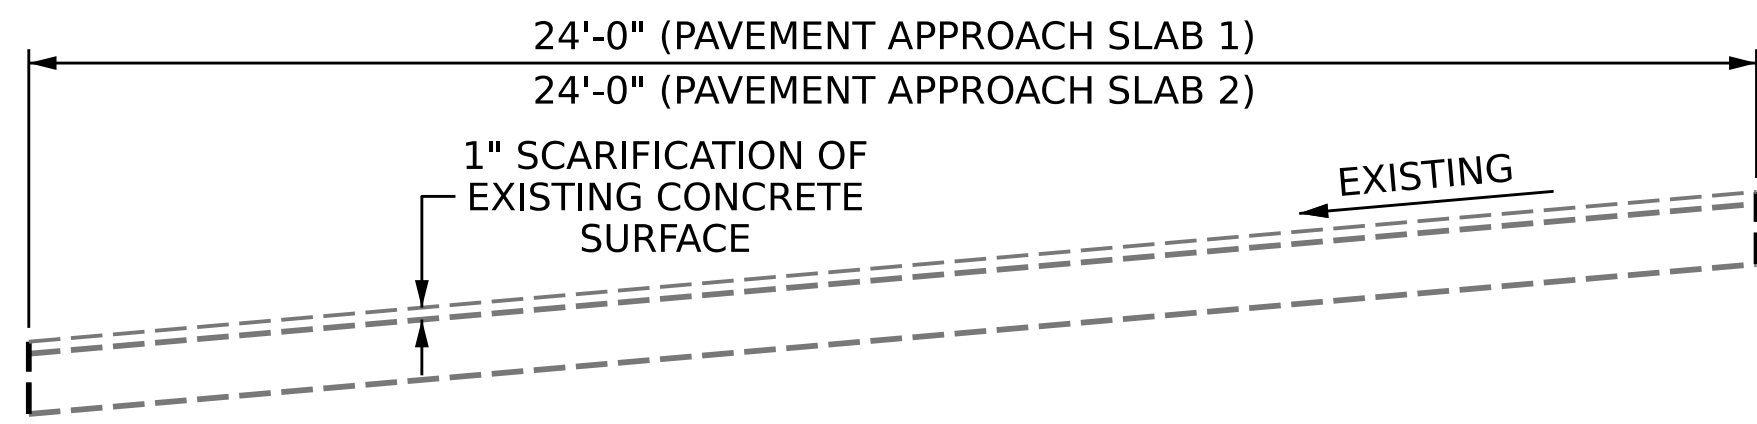 24'-0" (PAVEMENT APPROACH SLAB 1)
24'-0" (PAVEMENT APPROACH SLAB 2)
1" SCARIFICATION OF
EXISTING CONCRETE
SURFACE
EXISTING